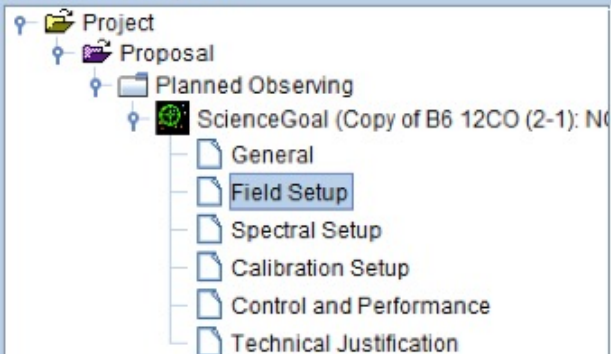 Project
Proposal
Planned Observing
ScienceGoal (Copy of B6 12CO (2-1):
General
Field Setup
Spectral Setup
Calibration Setup
Control and Performance
Technical Justification